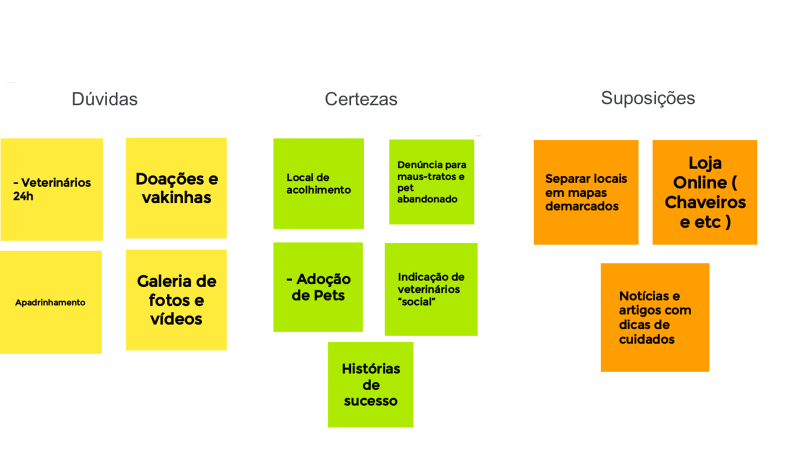 Dúvidas
- Veterinários
24h
Doações e
vakinhas
Apadrinhamento
Galeria de
fotos e
vídeos
Certezas
Local de
acolhimento
Denúncia para
maus-tratos e
pet
abandonado
- Adoção
de Pets
Indicação de
veterinários
“social”
Histórias
de
sucesso
Suposições
Separar locais
em mapas
demarcados
Loja
Online (
Chaveiros
e etc )
Notícias e
artigos com
dicas de
cuidados